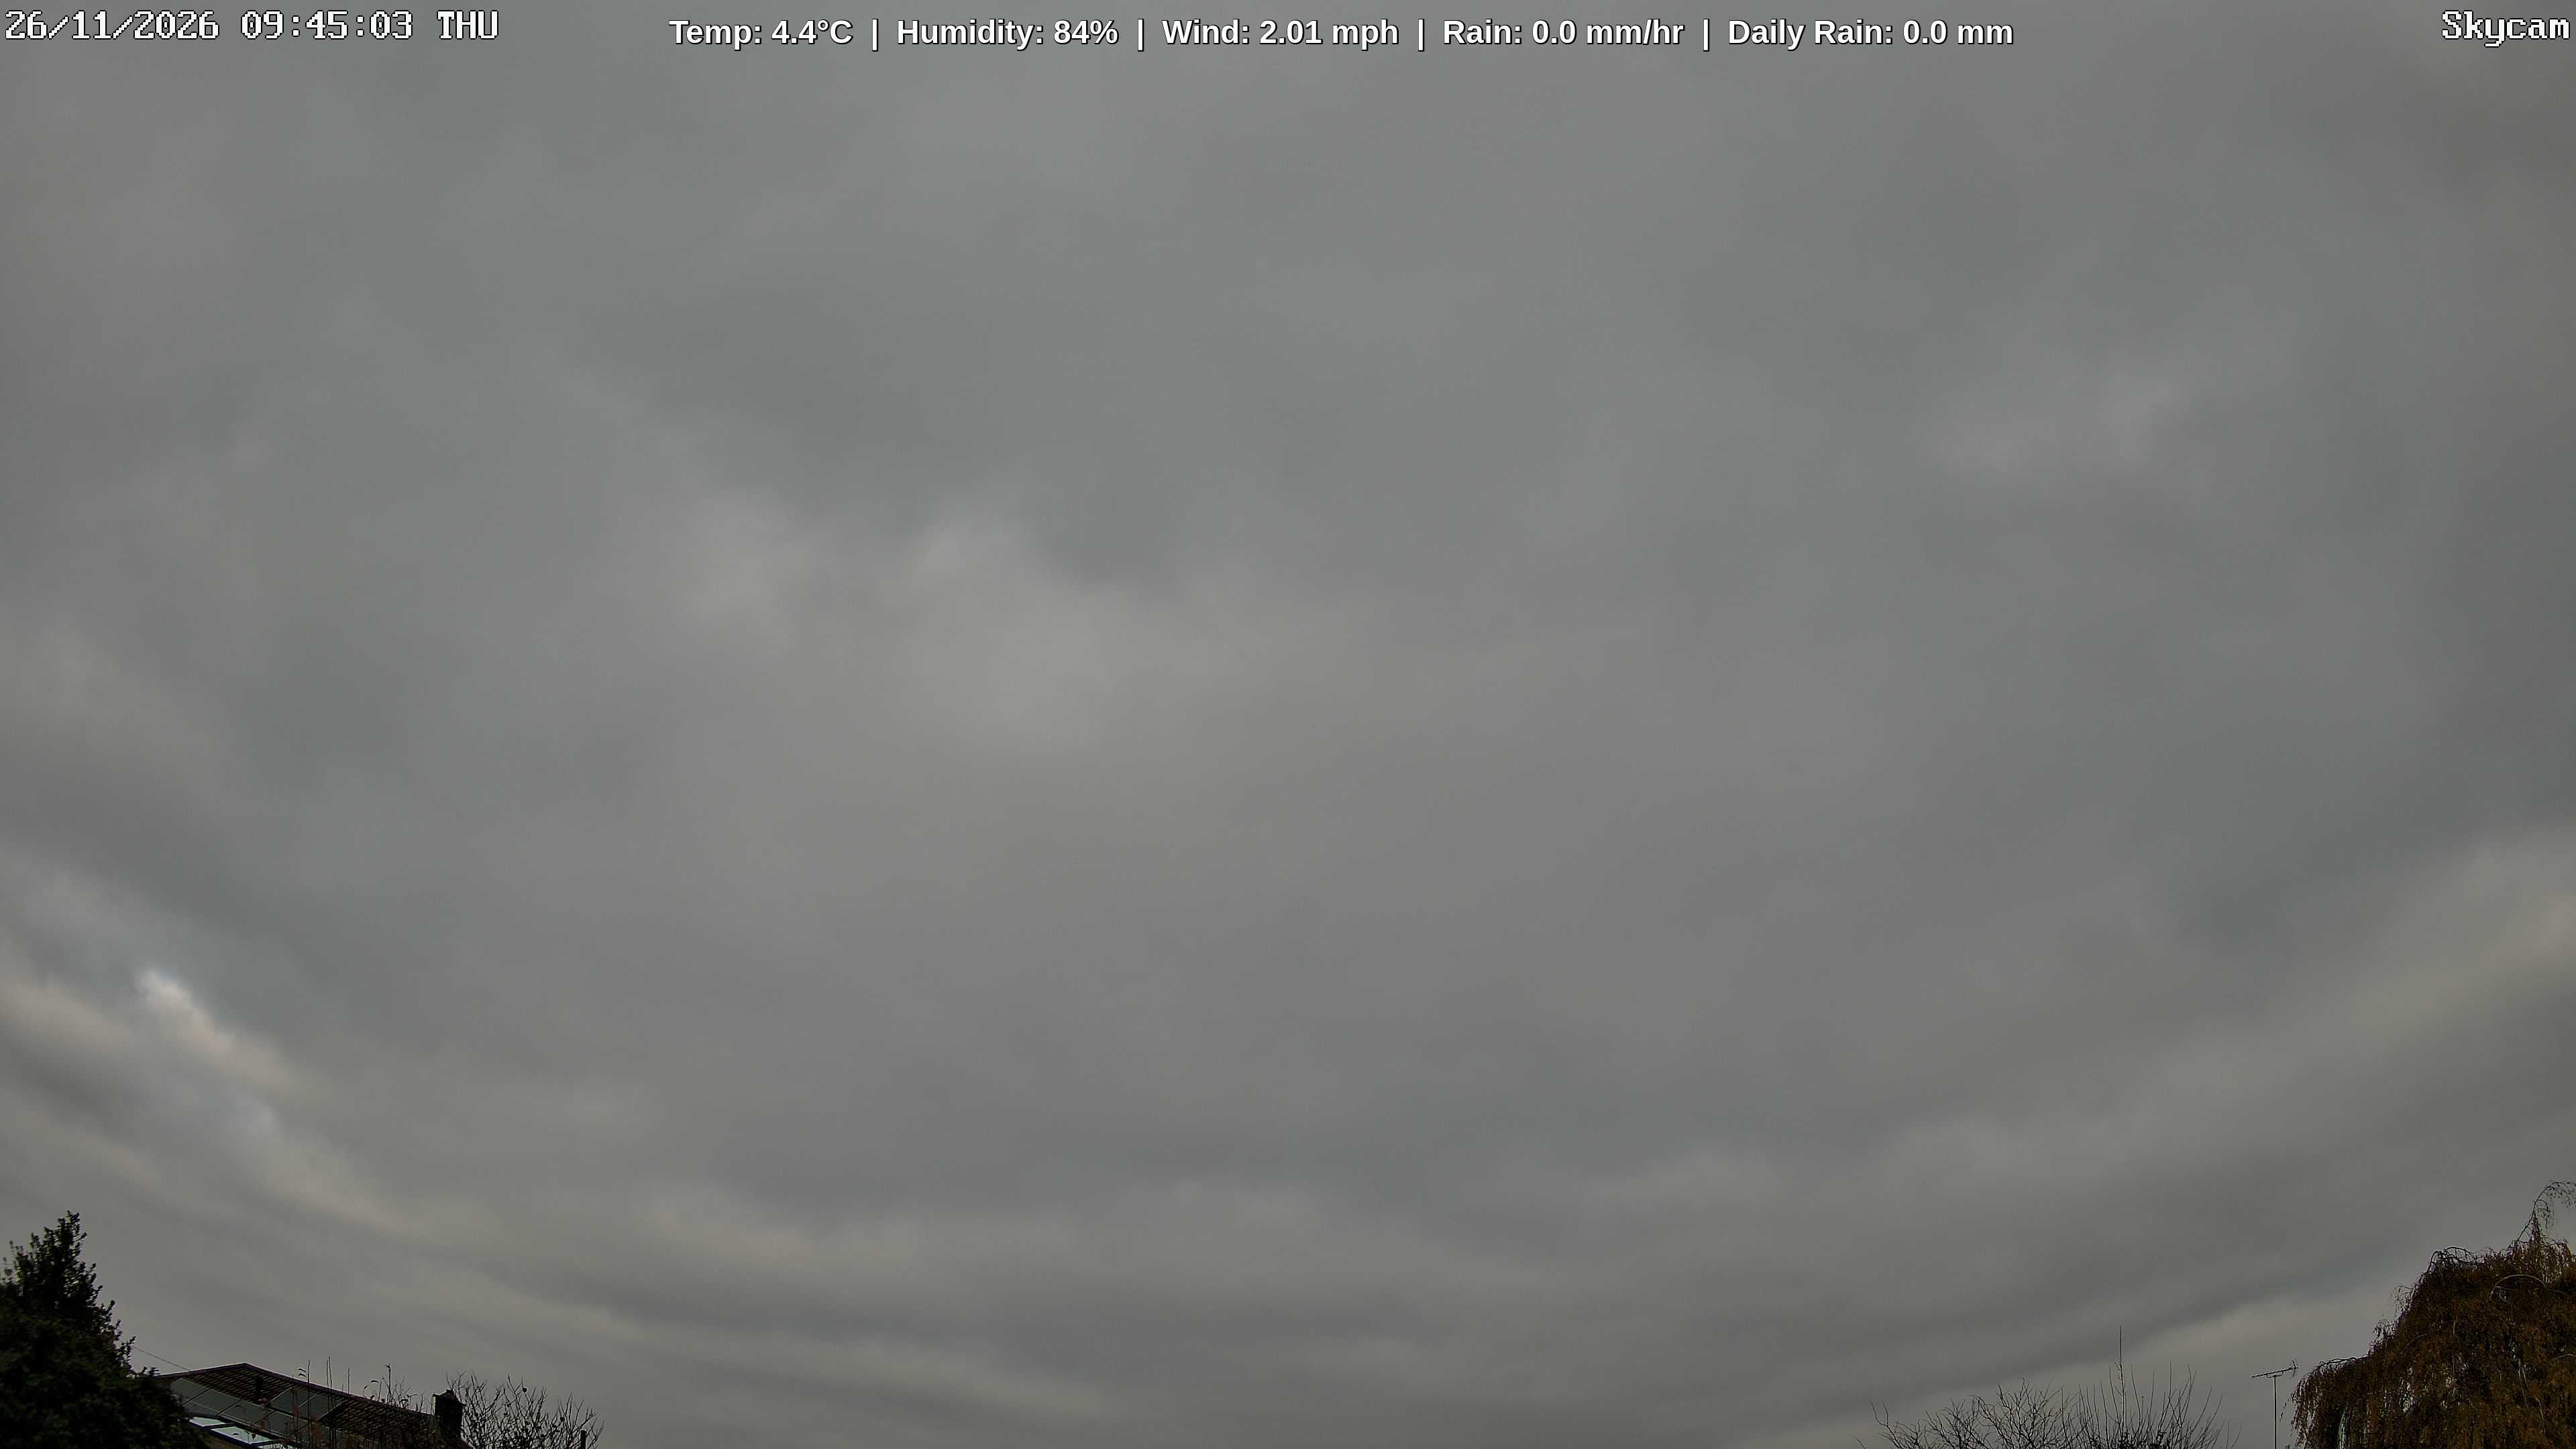 26/11/2026 09:45:03 THU
Temp: 4.4°C | Humidity: 84% | Wind: 2.01 mph | Rain: 0.0 mm/hr | Daily Rain: 0.0 mm
Skycam